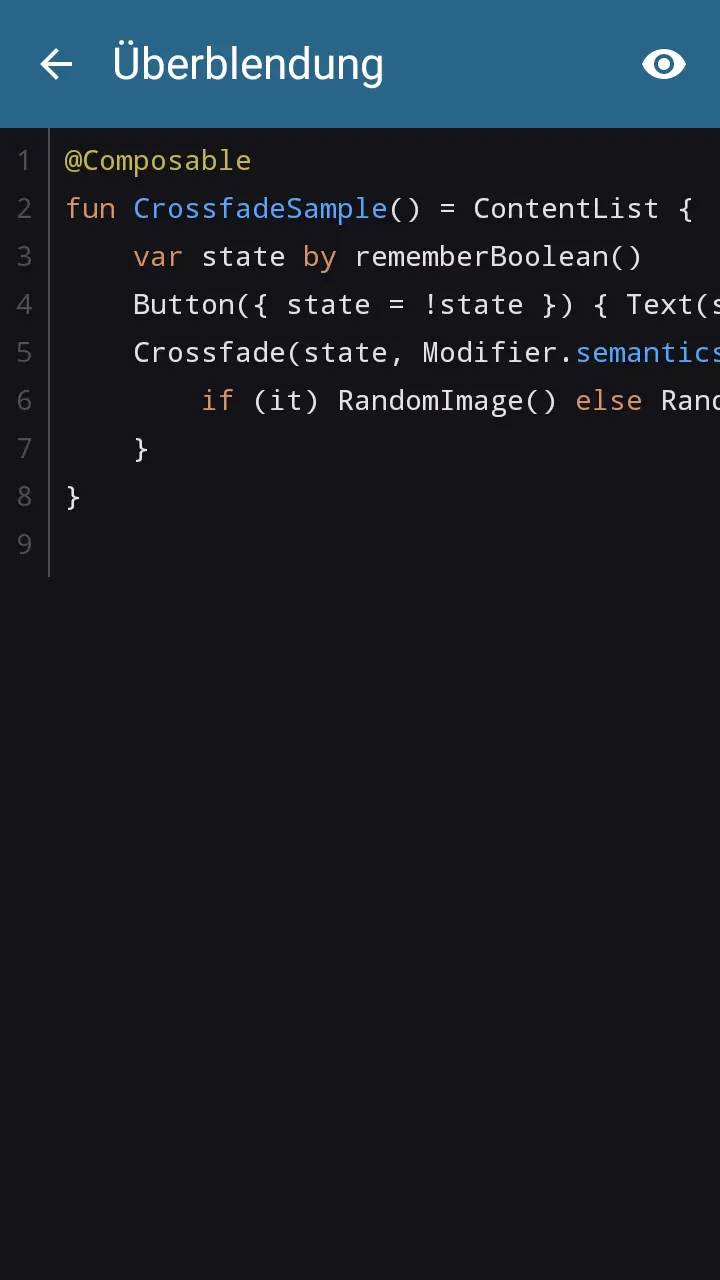 Überblendung
1 @Composable
2 fun CrossfadeSample() = ContentList {
3     var state by rememberBoolean()
4     Button({ state = !state }) { Text(s
5     Crossfade(state, Modifier.semantics
6         if (it) RandomImage() else Rand
7     }
8 }
9